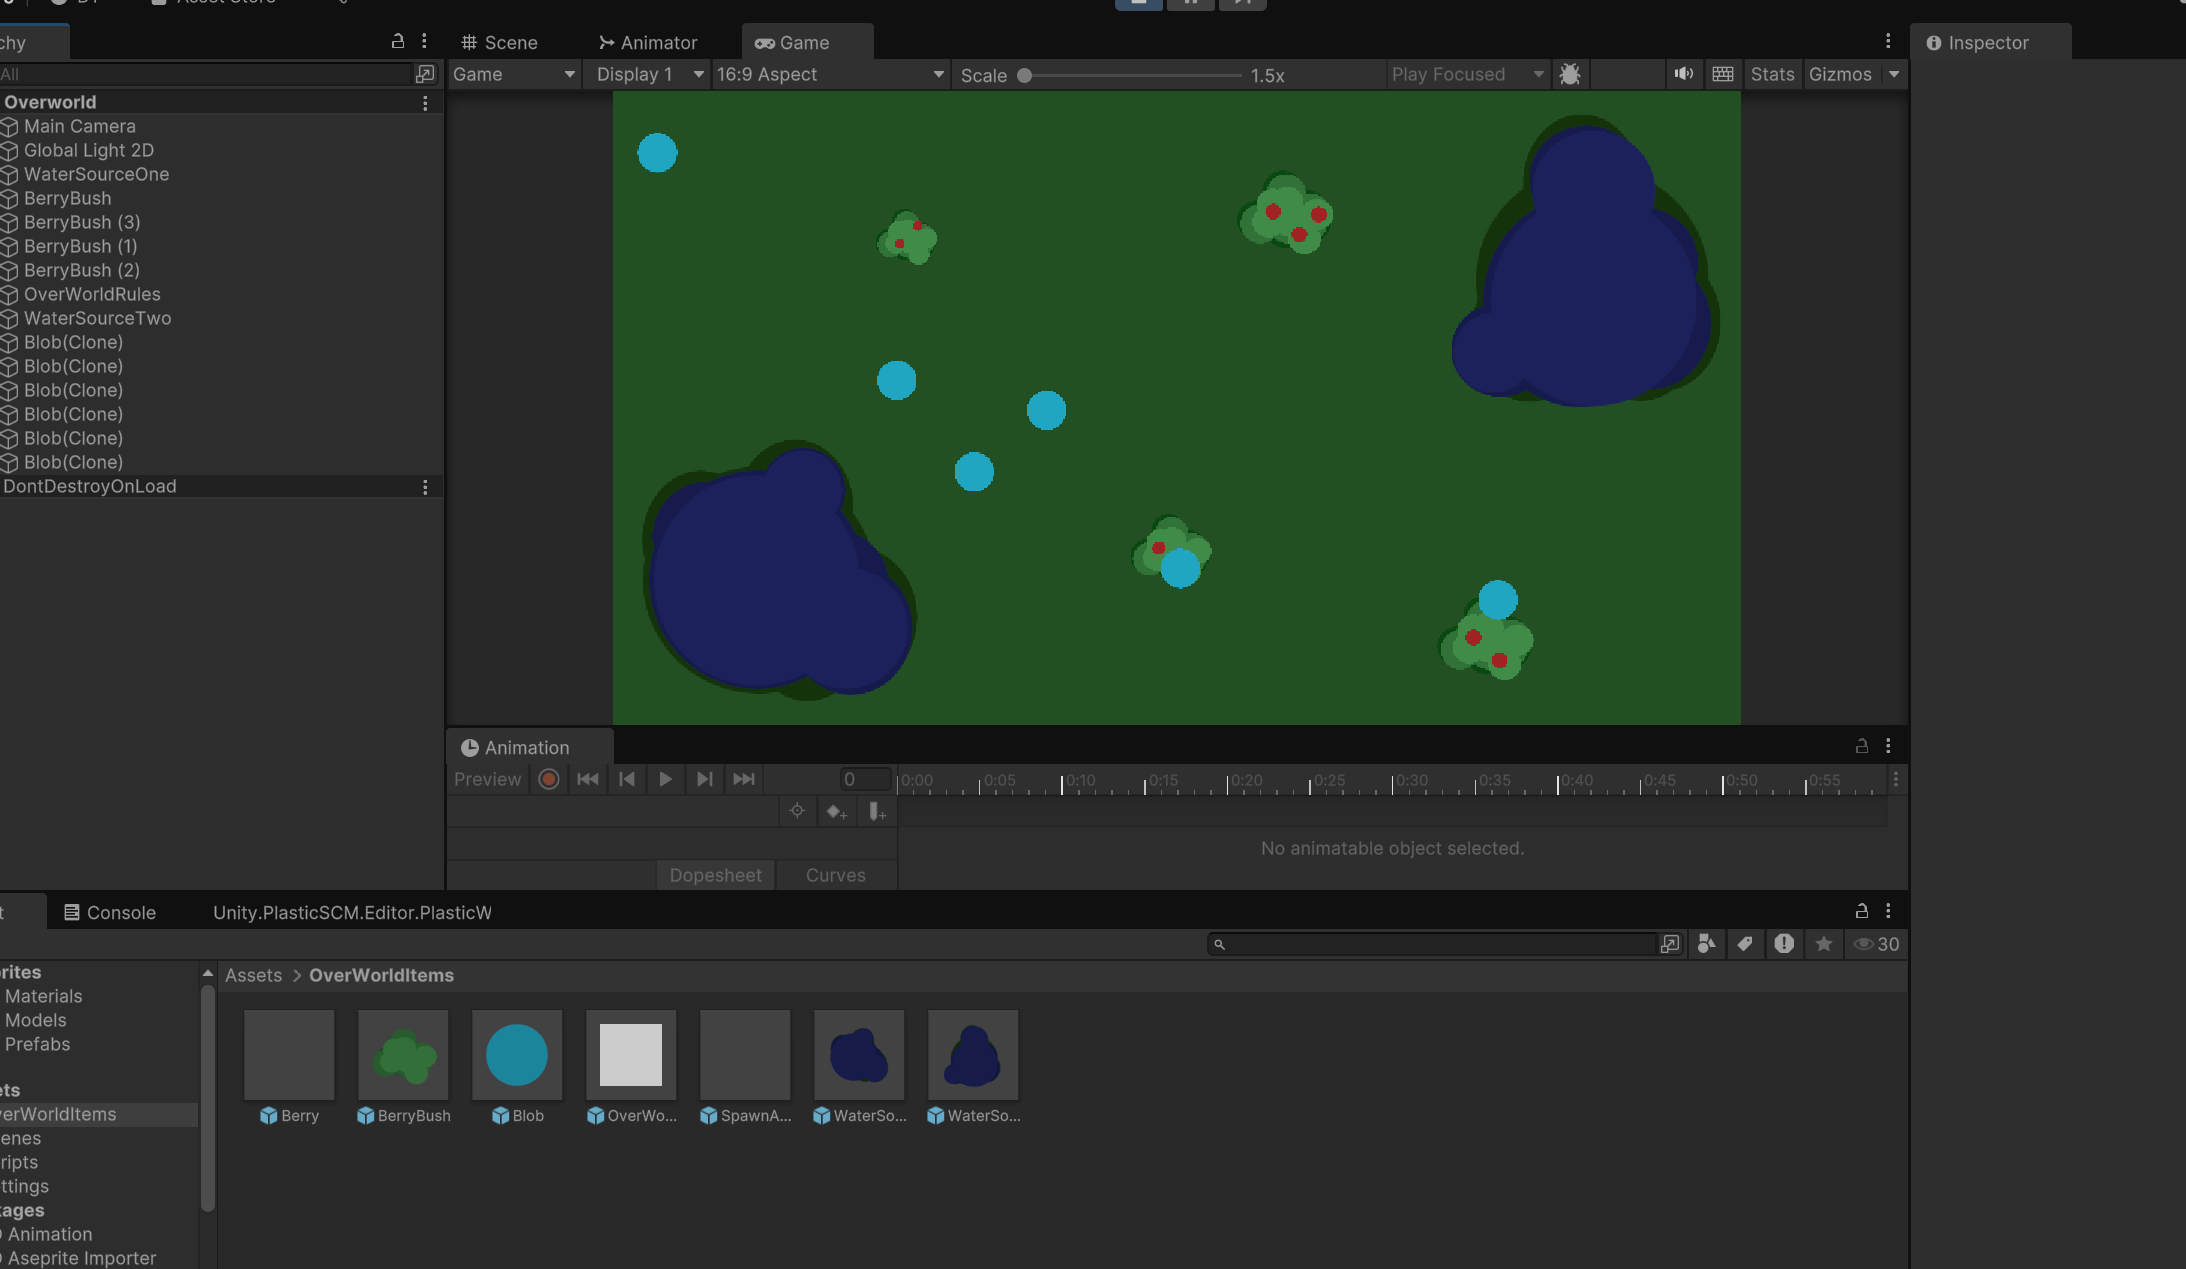 Asset Store
chy
Scene
Animator
Game
Inspector
All
Game
Display 1
16:9 Aspect
Scale
1.5x
Play Focused
Stats
Gizmos
Overworld
Main Camera
Global Light 2D
WaterSourceOne
BerryBush
BerryBush (3)
BerryBush (1)
BerryBush (2)
OverWorldRules
WaterSourceTwo
Blob(Clone)
Blob(Clone)
Blob(Clone)
Blob(Clone)
Blob(Clone)
Blob(Clone)
DontDestroyOnLoad
Animation
Preview
0
0:00 0:05 0:10 0:15 0:20 0:25 0:30 0:35 0:40 0:45 0:50 0:55
No animatable object selected.
Dopesheet
Curves
t
Console
Unity.PlasticSCM.Editor.PlasticW
30
rites
Materials
Models
Prefabs
ets
verWorldItems
enes
ripts
ttings
kages
D Animation
D Aseprite Importer
Assets > OverWorldItems
Berry
BerryBush
Blob
OverWo...
SpawnA...
WaterSo...
WaterSo...